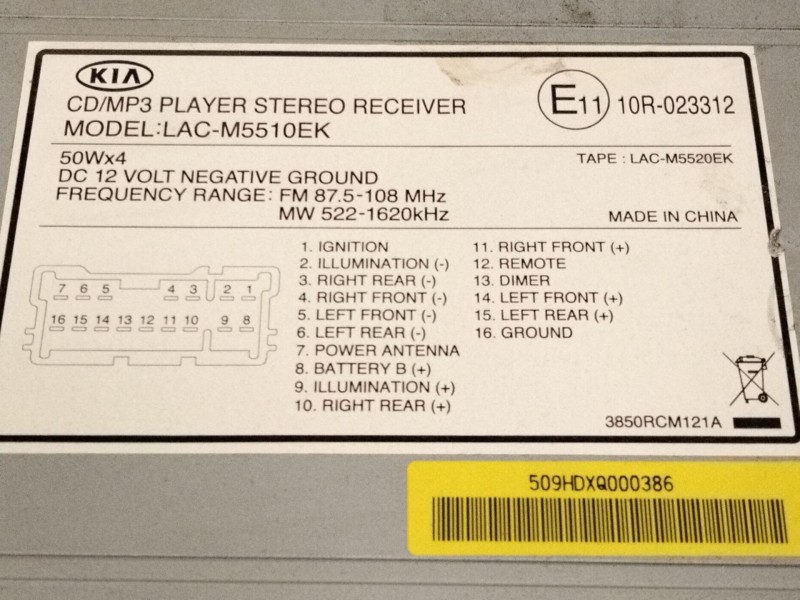 KIA
CD/MP3 PLAYER STEREO RECEIVER
MODEL:LAC-M5510EK
E11 10R-023312
50Wx4
DC 12 VOLT NEGATIVE GROUND
FREQUENCY RANGE: FM 87.5-108 MHz
MW 522-1620kHz
TAPE : LAC-M5520EK
MADE IN CHINA
7 6 5 4 3 2 1
16 15 14 13 12 11 10 9 8
1. IGNITION
2. ILLUMINATION (-)
3. RIGHT REAR (-)
4. RIGHT FRONT (-)
5. LEFT FRONT (-)
6. LEFT REAR (-)
7. POWER ANTENNA
8. BATTERY B (+)
9. ILLUMINATION (+)
10. RIGHT REAR (+)
11. RIGHT FRONT (+)
12. REMOTE
13. DIMER
14. LEFT FRONT (+)
15. LEFT REAR (+)
16. GROUND
3850RCM121A
509HDXQ000386